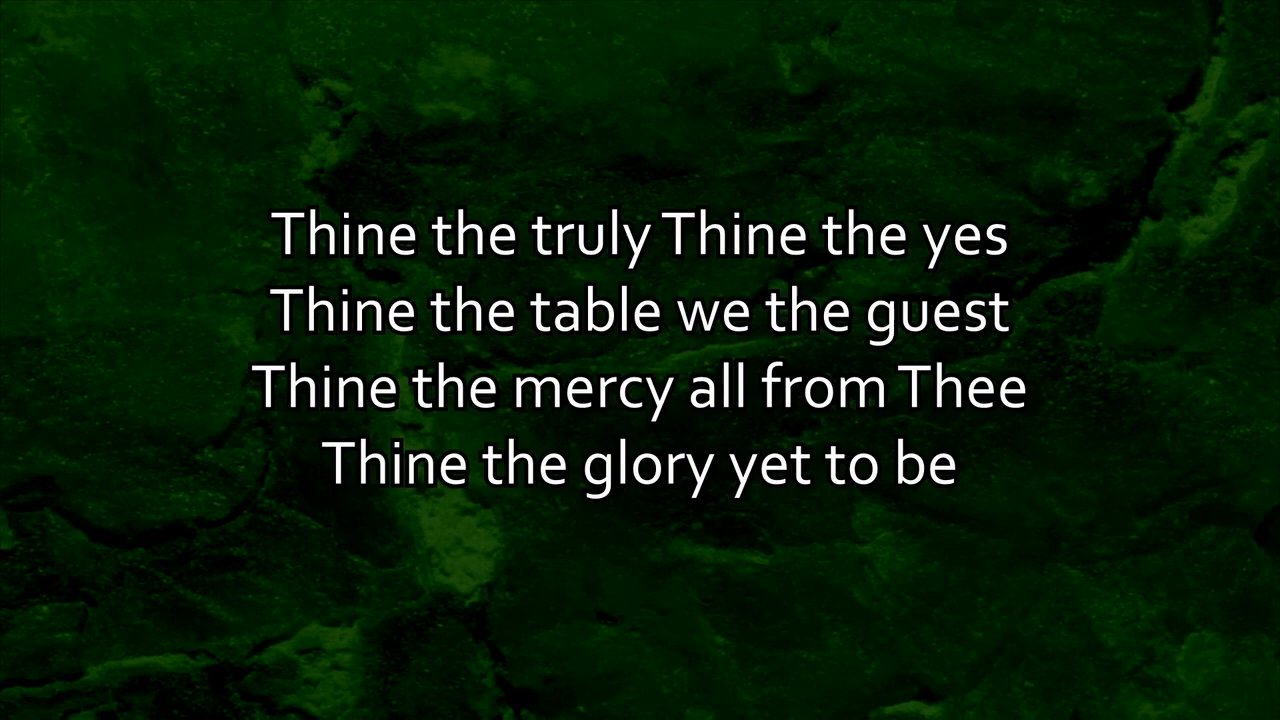 Thine the truly Thine the yes
Thine the table we the guest
Thine the mercy all from Thee
Thine the glory yet to be